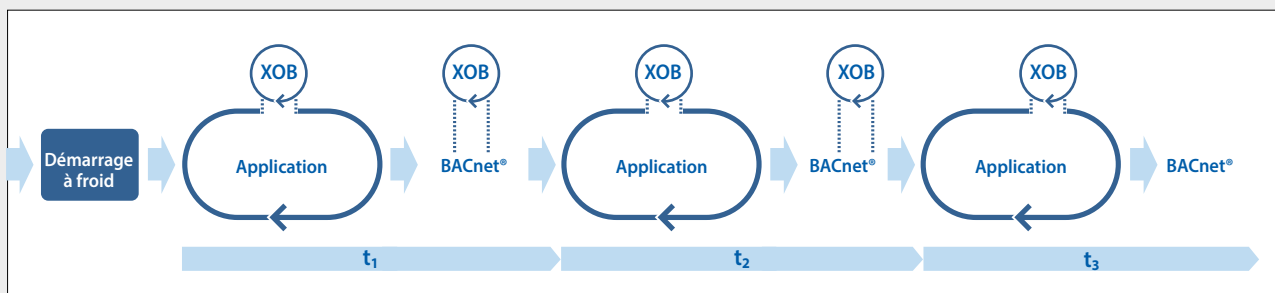 XOB
XOB
XOB
XOB
XOB
Démarrage
à froid
Application
BACnet®
Application
BACnet®
Application
BACnet®
t₁
t₂
t₃